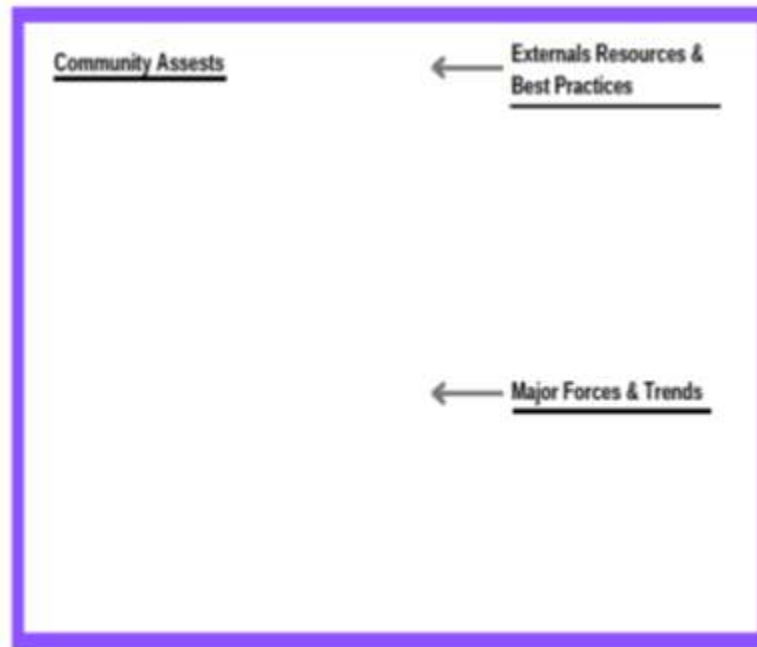 Community Assests
Externals Resources &
Best Practices
Major Forces & Trends